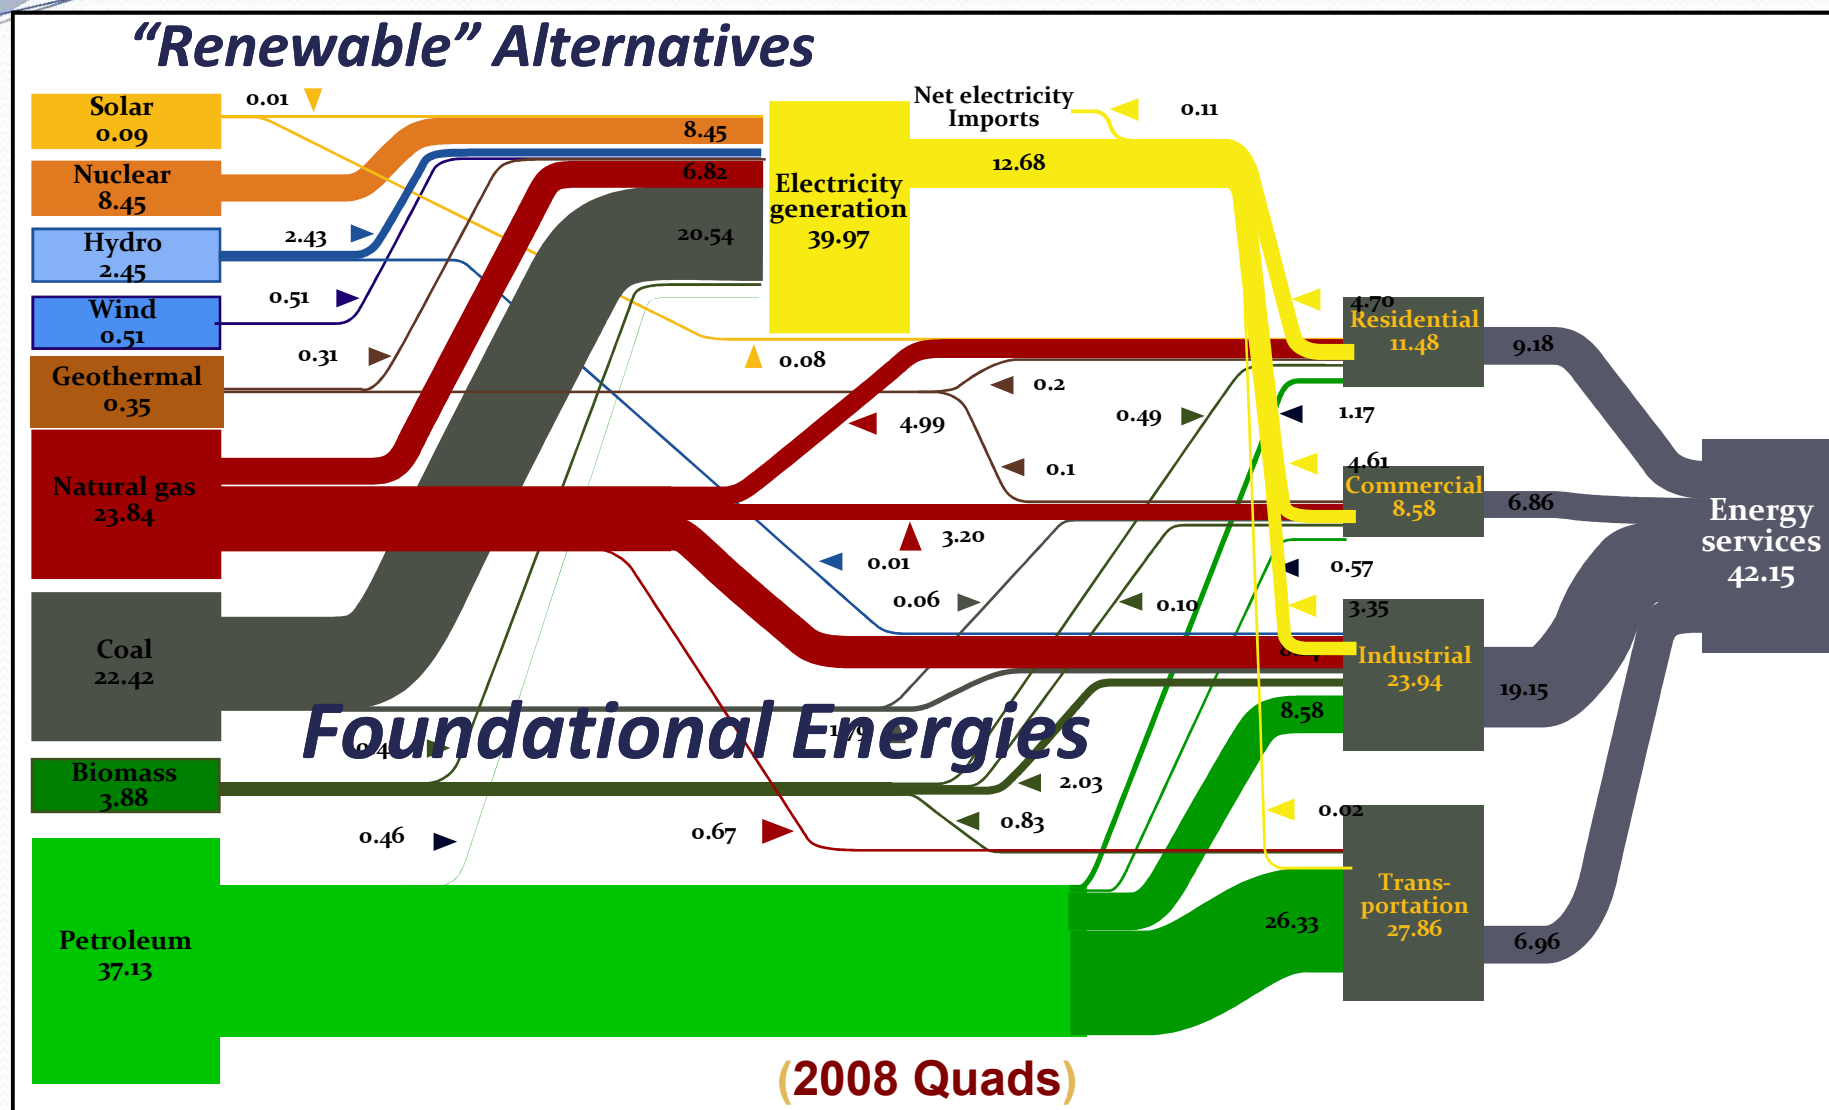 “Renewable” Alternatives
Solar
0.09
0.01
Nuclear
8.45
8.45
Hydro
2.45
2.43
6.82
Wind
0.51
0.51
20.54
Geothermal
0.35
0.31
Electricity
generation
39.97
Net electricity
Imports
0.11
12.68
0.08
Natural gas
23.84
4.99
0.2
0.1
0.49
3.20
0.01
0.06
0.10
4.70
Residential
11.48
9.18
1.17
4.61
Commercial
8.58
6.86
0.57
3.35
Industrial
23.94
19.15
8.58
Energy
services
42.15
Coal
22.42
Foundational Energies
1.79
Biomass
3.88
2.03
0.83
0.46
0.67
0.02
Petroleum
37.13
26.33
Trans-
portation
27.86
6.96
(2008 Quads)